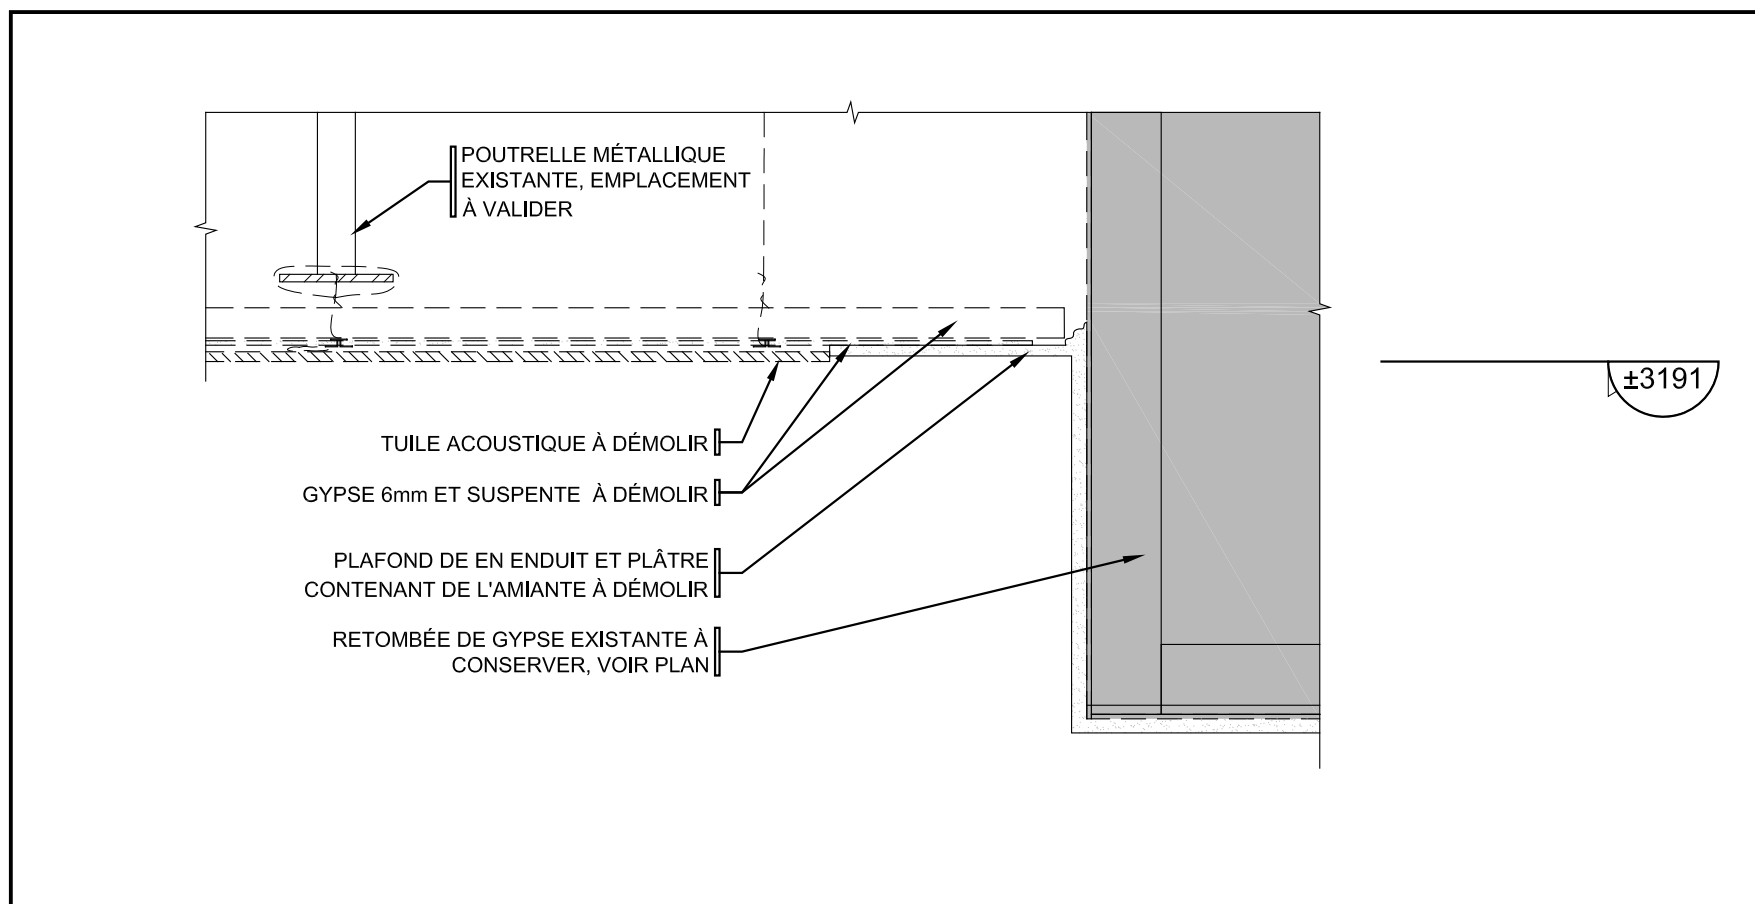 POUTRELLE MÉTALLIQUE
EXISTANTE, EMPLACEMENT
À VALIDER
±3191
TUILE ACOUSTIQUE À DÉMOLIR
GYPSE 6mm ET SUSPENTE À DÉMOLIR
PLAFOND DE EN ENDUIT ET PLÂTRE
CONTENANT DE L'AMIANTE À DÉMOLIR
RETOMBÉE DE GYPSE EXISTANTE À
CONSERVER, VOIR PLAN